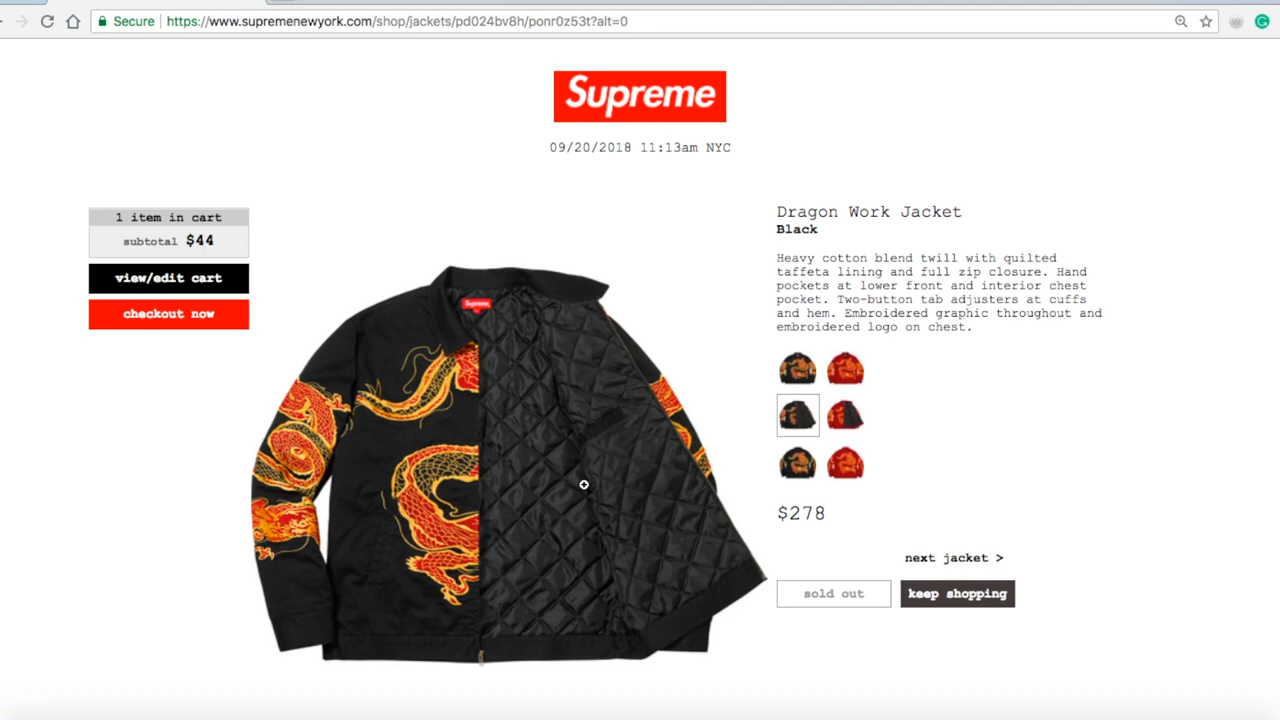 Secure
https://www.supremenewyork.com/shop/jackets/pd024bv8h/ponr0z53t?alt=0
Supreme
09/20/2018 11:13am NYC
1 item in cart
subtotal $44
view/edit cart
checkout now
Supreme
Dragon Work Jacket
Black
Heavy cotton blend twill with quilted
taffeta lining and full zip closure. Hand
pockets at lower front and interior chest
pocket. Two-button tab adjusters at cuffs
and hem. Embroidered graphic throughout and
embroidered logo on chest.
$278
next jacket >
sold out
keep shopping